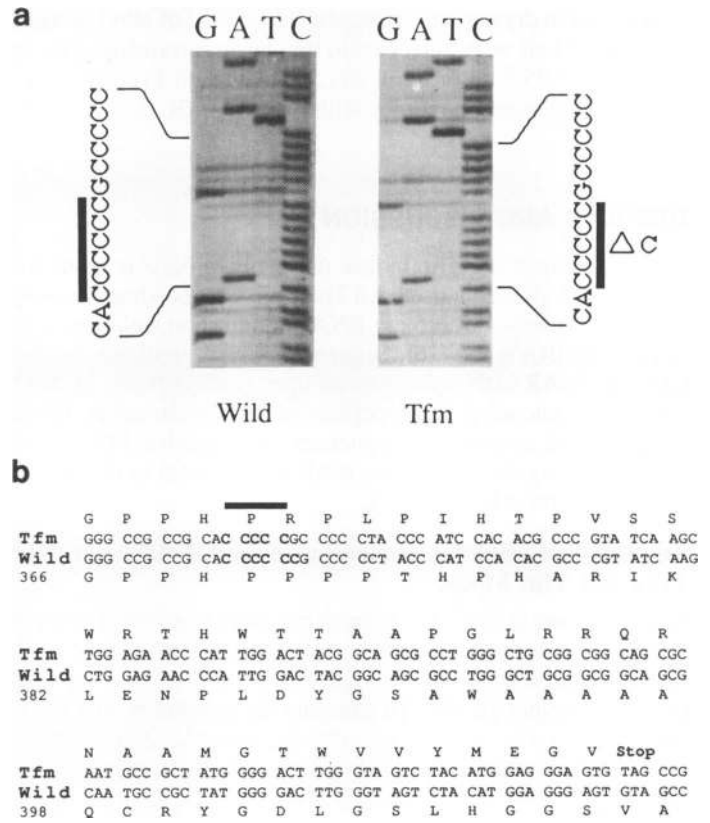 a
G A T C
G A T C
CACCCCCCGCCCCC
CACCCCCGCCCCC
△ C
Wild
Tfm
b
G P P H P R P L P I H T P V S S
Tfm GGG CCG CCG CAC CCC CGC CCC CTA CCC ATC CAC ACG CCC GTA TCA AGC
Wild GGG CCG CCG CAC CCC CCG CCC CCT ACC CAT CCA CAC GCC CGT ATC AAG
366 G P P H P P P P T H P H A R I K
W R T H W T T A A P G L R R Q R
Tfm TGG AGA ACC CAT TGG ACT ACG GCA GCG CCT GGG CTG CGG CGG CAG CGC
Wild CTG GAG AAC CCA TTG GAC TAC GGC AGC GCC TGG GCT GCG GCG GCA GCG
382 L E N P L D Y G S A W A A A A A
N A A M G T W V V Y M E G V Stop
Tfm AAT GCC GCT ATG GGG ACT TGG GTA GTC TAC ATG GAG GGA GTG TAG CCG
Wild CAA TGC CGC TAT GGG GAC TTG GGT AGT CTA CAT GGA GGG AGT GTA GCC
398 Q C R Y G D L G S L H G G S V A